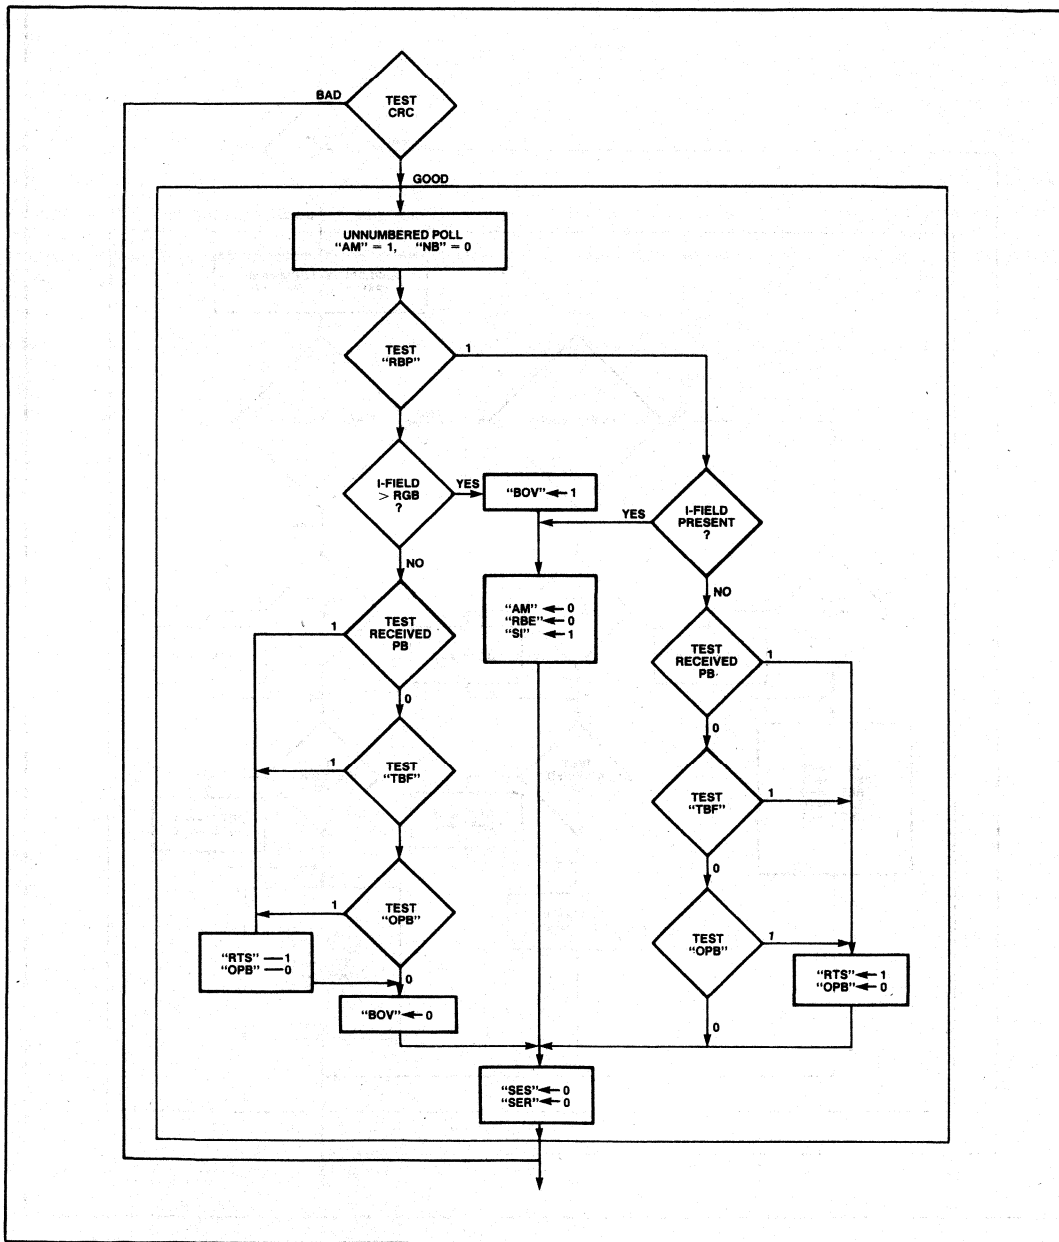 BAD
TEST
CRC
GOOD
UNNUMBERED POLL
"AM" = 1, "NB" = 0
TEST
"RBP"
1
I-FIELD
> RGB
?
YES
"BOV" ← 1
YES
I-FIELD
PRESENT
?
NO
NO
"AM" ← 0
"RBE" ← 0
"SI" ← 1
1
TEST
RECEIVED
PB
0
TEST
RECEIVED
PB
1
0
1
TEST
"TBF"
TEST
"TBF"
1
0
1
TEST
"OPB"
0
TEST
"OPB"
1
0
"RTS" — 1
"OPB" — 0
"RTS" ← 1
"OPB" ← 0
"BOV" ← 0
"SES" ← 0
"SER" ← 0